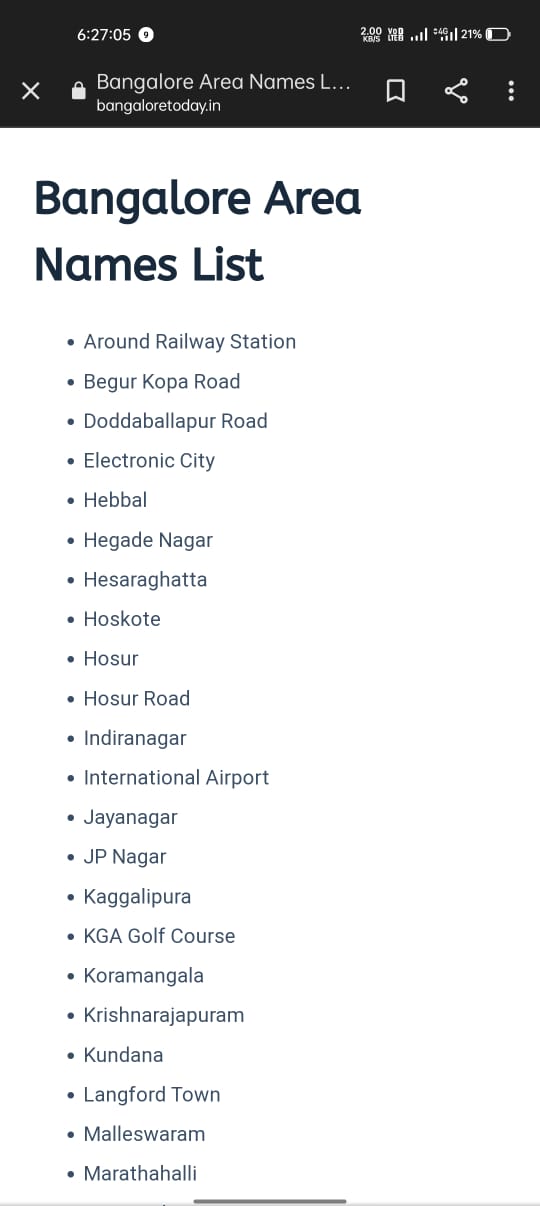 6:27:05 9 2.00 KB/S Vo LTE 4G 21%
Bangalore Area Names L...
bangaloretoday.in
Bangalore Area
Names List
• Around Railway Station
• Begur Kopa Road
• Doddaballapur Road
• Electronic City
• Hebbal
• Hegade Nagar
• Hesaraghatta
• Hoskote
• Hosur
• Hosur Road
• Indiranagar
• International Airport
• Jayanagar
• JP Nagar
• Kaggalipura
• KGA Golf Course
• Koramangala
• Krishnarajapuram
• Kundana
• Langford Town
• Malleswaram
• Marathahalli